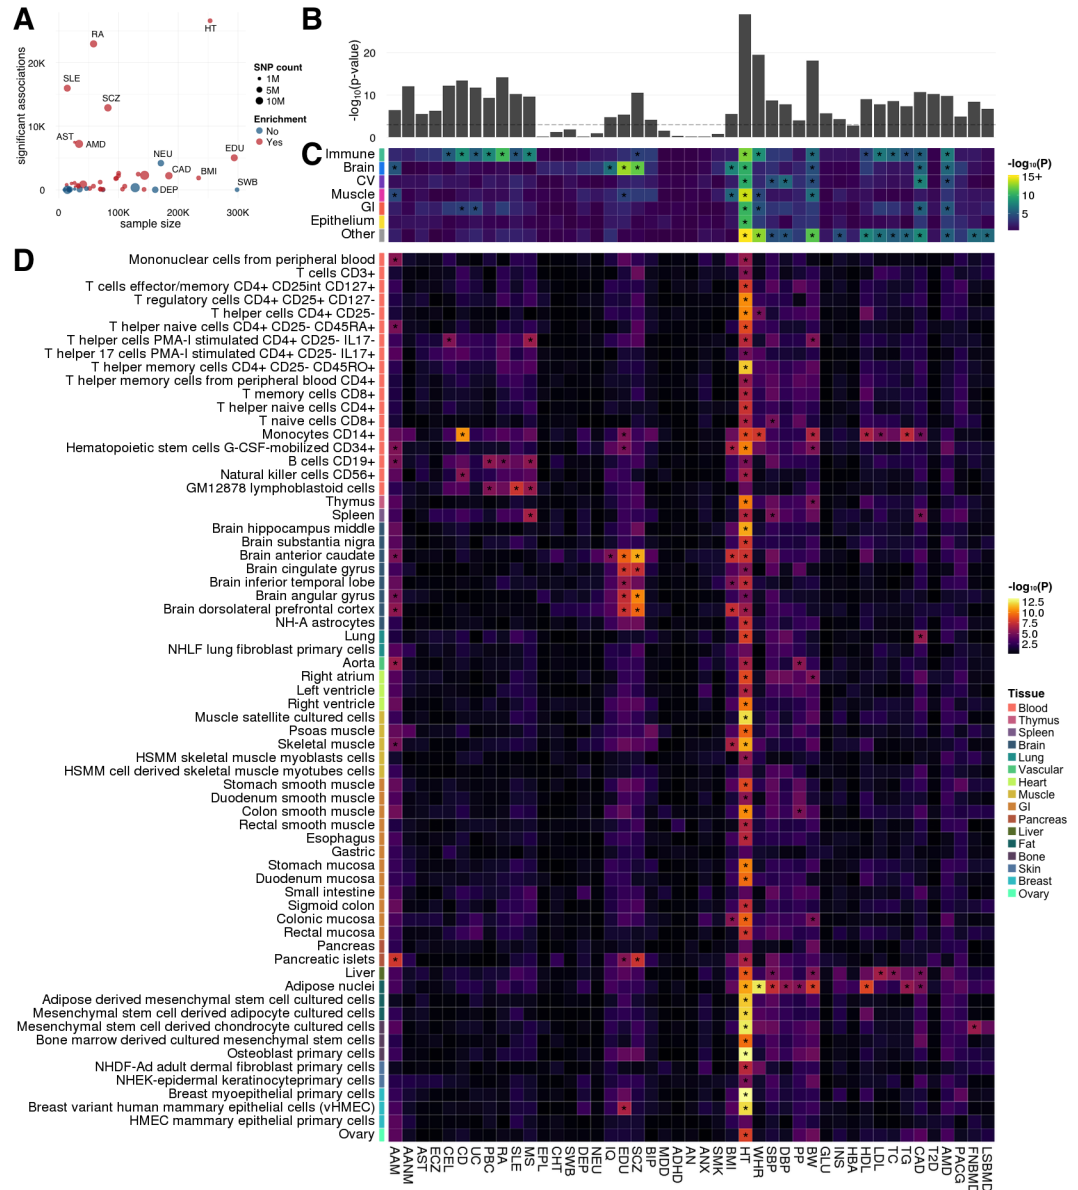 A
B
significant associations
20K
10K
0
HT
RA
SLE
SCZ
AST
AMD
NEU
EDU
CAD
BMI
DEP
SWB
0
100K
200K
300K
sample size
SNP count
1M
5M
10M
Enrichment
No
Yes
-log10(p-value)
20
10
0
C
Immune
Brain
CV
Muscle
GI
Epithelium
Other
-log10(P)
15+
10
5
D
Mononuclear cells from peripheral blood
T cells CD3+
T cells effector/memory CD4+ CD25int CD127+
T regulatory cells CD4+ CD25+ CD127-
T helper cells CD4+ CD25-
T helper naive cells CD4+ CD25- CD45RA+
T helper cells PMA-I stimulated CD4+ CD25- IL17-
T helper 17 cells PMA-I stimulated CD4+ CD25- IL17+
T helper memory cells CD4+ CD25- CD45RO+
T helper memory cells from peripheral blood CD4+
T memory cells CD8+
T helper naive cells CD4+
T naive cells CD8+
Monocytes CD14+
Hematopoietic stem cells G-CSF-mobilized CD34+
B cells CD19+
Natural killer cells CD56+
GM12878 lymphoblastoid cells
Thymus
Spleen
Brain hippocampus middle
Brain substantia nigra
Brain anterior caudate
Brain cingulate gyrus
Brain inferior temporal lobe
Brain angular gyrus
Brain dorsolateral prefrontal cortex
NH-A astrocytes
Lung
NHLF lung fibroblast primary cells
Aorta
Right atrium
Left ventricle
Right ventricle
Muscle satellite cultured cells
Psoas muscle
Skeletal muscle
HSMM skeletal muscle myoblasts cells
HSMM cell derived skeletal muscle myotubes cells
Stomach smooth muscle
Duodenum smooth muscle
Colon smooth muscle
Rectal smooth muscle
Esophagus
Gastric
Stomach mucosa
Duodenum mucosa
Small intestine
Sigmoid colon
Colonic mucosa
Rectal mucosa
Pancreas
Pancreatic islets
Liver
Adipose nuclei
Adipose derived mesenchymal stem cell cultured cells
Mesenchymal stem cell derived adipocyte cultured cells
Mesenchymal stem cell derived chondrocyte cultured cells
Bone marrow derived cultured mesenchymal stem cells
Osteoblast primary cells
NHDF-Ad adult dermal fibroblast primary cells
NHEK-epidermal keratinocyteprimary cells
Breast myoepithelial primary cells
Breast variant human mammary epithelial cells (vHMEC)
HMEC mammary epithelial primary cells
Ovary
-log10(P)
12.5
10.0
7.5
5.0
2.5
Tissue
Blood
Thymus
Spleen
Brain
Lung
Vascular
Heart
Muscle
GI
Pancreas
Liver
Fat
Bone
Skin
Breast
Ovary
AAM
AANM
AST
ECZ
CEL
CD
UC
PBC
RA
SLE
MS
EPL
CHT
SWB
DEP
NEU
IQ
EDU
SCZ
BIP
MDD
ADHD
AN
ANX
SMK
BMI
HT
WHR
SBP
DBP
PP
BW
GLU
INS
HBA
HDL
LDL
TC
TG
CAD
T2D
AMD
PACG
FNBMD
LSBMD